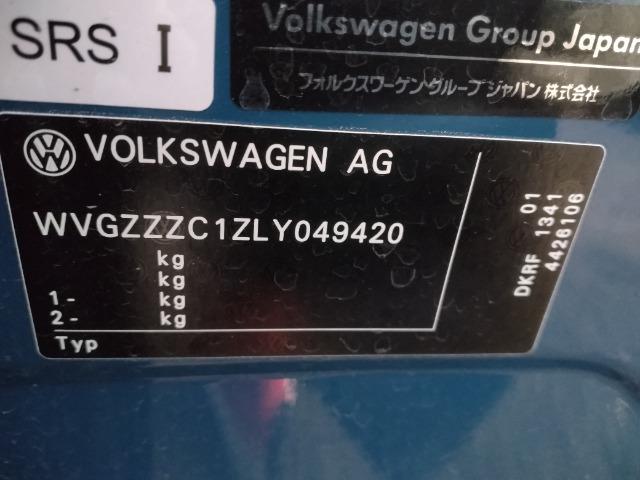 SRS I
Volkswagen Group Japan
フォルクスワーゲン グループ ジャパン 株式会社
VOLKSWAGEN AG
WVGZZZC1ZLY049420
kg
kg
1- kg
2- kg
Typ
01
DKRF 1341
4426106